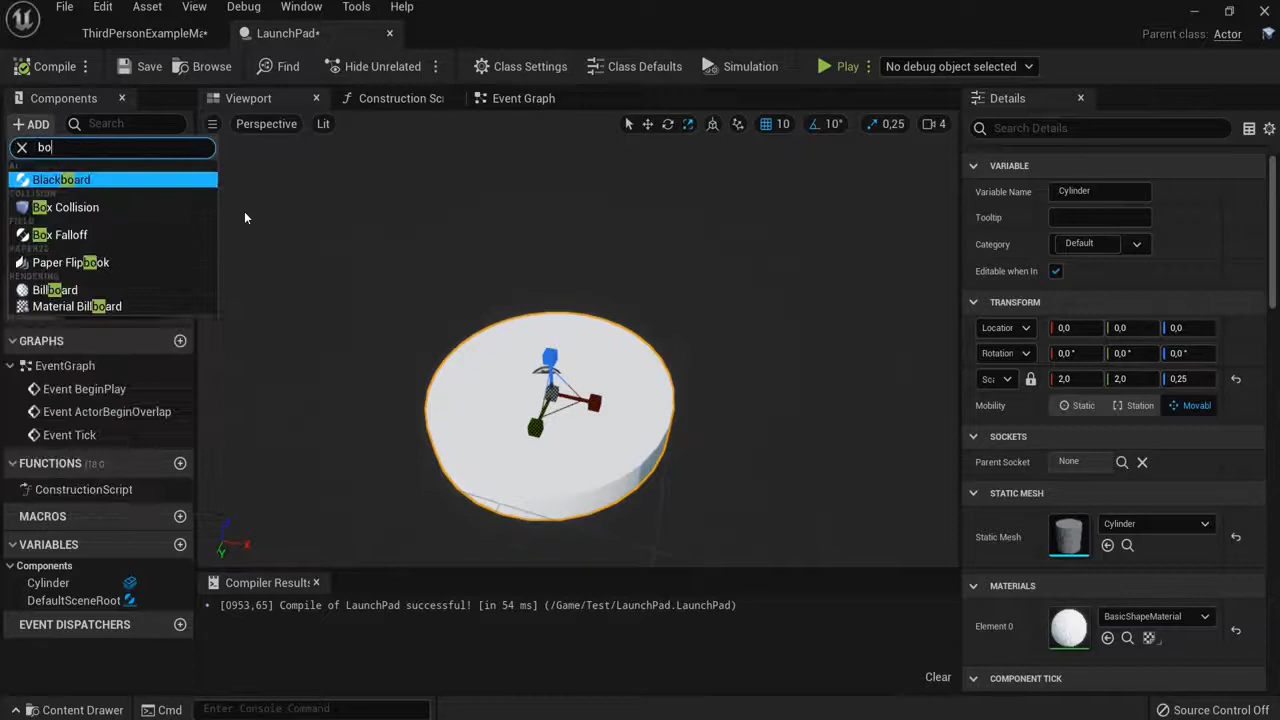 File Edit Asset View Debug Window Tools Help
ThirdPersonExampleMa* LaunchPad* Parent class: Actor
Compile Save Browse Find Hide Unrelated Class Settings Class Defaults Simulation Play No debug object selected
Components Viewport Construction Scr Event Graph Details
+ ADD Search Perspective Lit 10 10° 0,25 4 Search Details
bo
Blackboard
COLLISION
Box Collision
FIELD
Box Falloff
PAPER2D
Paper Flipbook
RENDERING
Billboard
Material Billboard
GRAPHS
EventGraph
Event BeginPlay
Event ActorBeginOverlap
Event Tick
FUNCTIONS
ConstructionScript
MACROS
VARIABLES
Components
Cylinder
DefaultSceneRoot
EVENT DISPATCHERS
Z X Y
Compiler Results
[0953,65] Compile of LaunchPad successful! [in 54 ms] (/Game/Test/LaunchPad.LaunchPad)
Clear
VARIABLE
Variable Name Cylinder
Tooltip
Category Default
Editable when In
TRANSFORM
Locatior 0,0 0,0 0,0
Rotation 0,0 ° 0,0 ° 0,0 °
Sca 2,0 2,0 0,25
Mobility Static Station Movabl
SOCKETS
Parent Socket None
STATIC MESH
Static Mesh Cylinder
MATERIALS
Element 0 BasicShapeMaterial
COMPONENT TICK
Content Drawer Cmd Enter Console Command Source Control Off